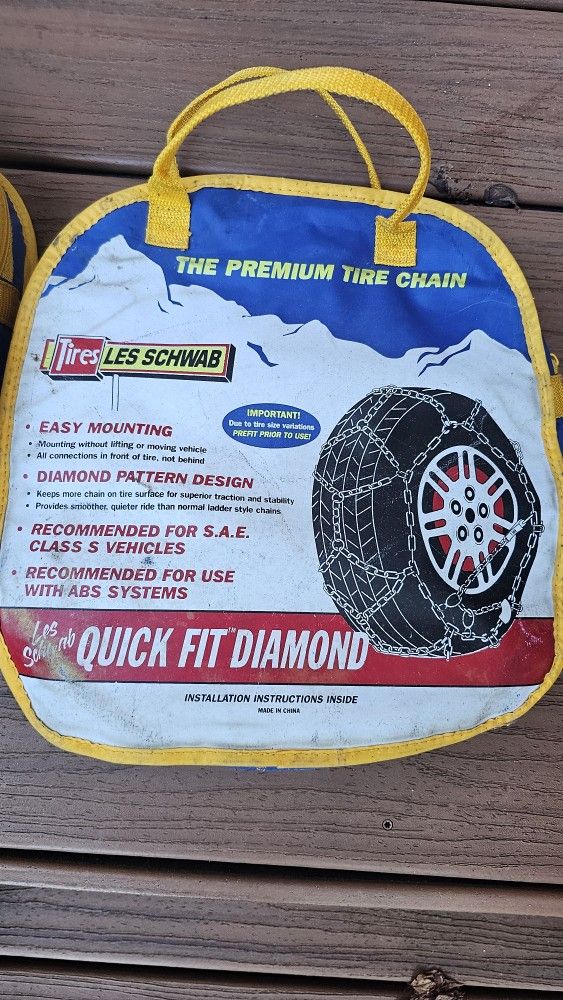 THE PREMIUM TIRE CHAIN
Tires LES SCHWAB
IMPORTANT!
Due to tire size variations
PREFIT PRIOR TO USE!
• EASY MOUNTING
• Mounting without lifting or moving vehicle
• All connections in front of tire, not behind
• DIAMOND PATTERN DESIGN
• Keeps more chain on tire surface for superior traction and stability
• Provides smoother, quieter ride than normal ladder style chains
• RECOMMENDED FOR S.A.E.
CLASS S VEHICLES
• RECOMMENDED FOR USE
WITH ABS SYSTEMS
Les
Schwab QUICK FIT™ DIAMOND
INSTALLATION INSTRUCTIONS INSIDE
MADE IN CHINA